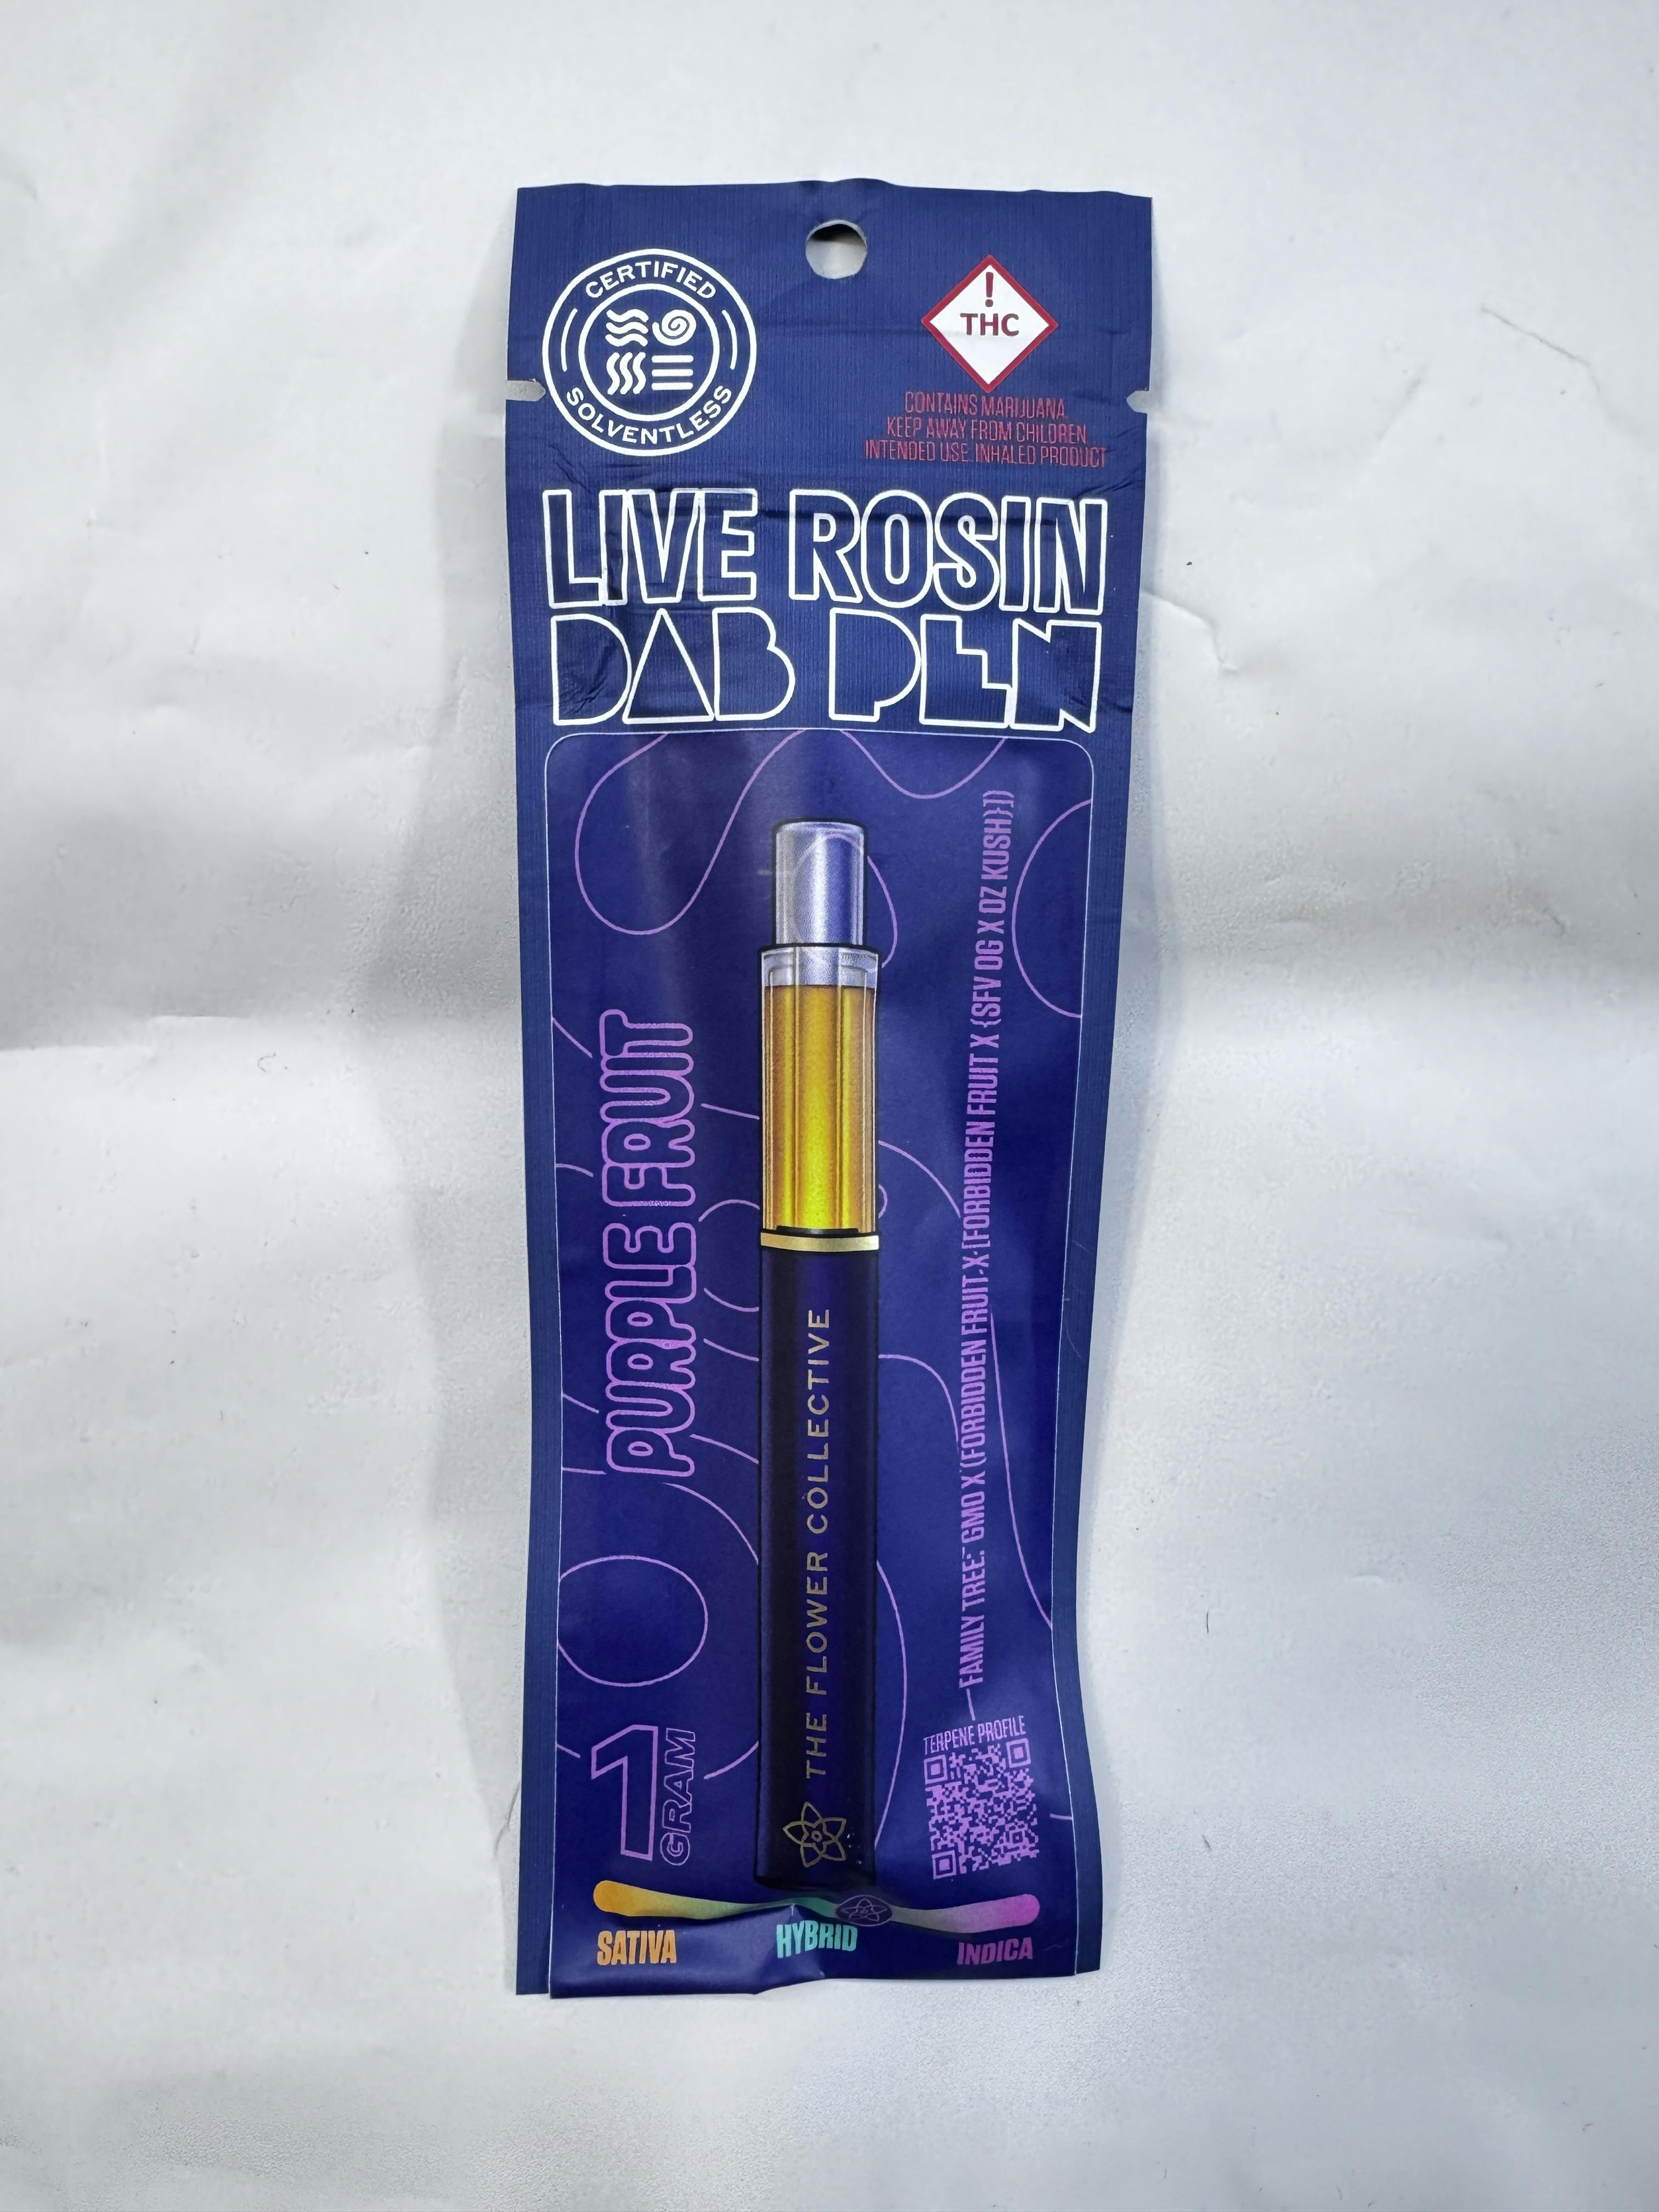 CERTIFIED
SOLVENTLESS
!
THC
CONTAINS MARIJUANA.
KEEP AWAY FROM CHILDREN.
INTENDED USE: INHALED PRODUCT
LIVE ROSIN
DAB PEN
PURPLE FRUIT
1
GRAM
THE FLOWER COLLECTIVE
FAMILY TREE: GMO X (FORBIDDEN FRUIT X [FORBIDDEN FRUIT X {SFV OG X OZ KUSH}])
TERPENE PROFILE
SATIVA
HYBRID
INDICA